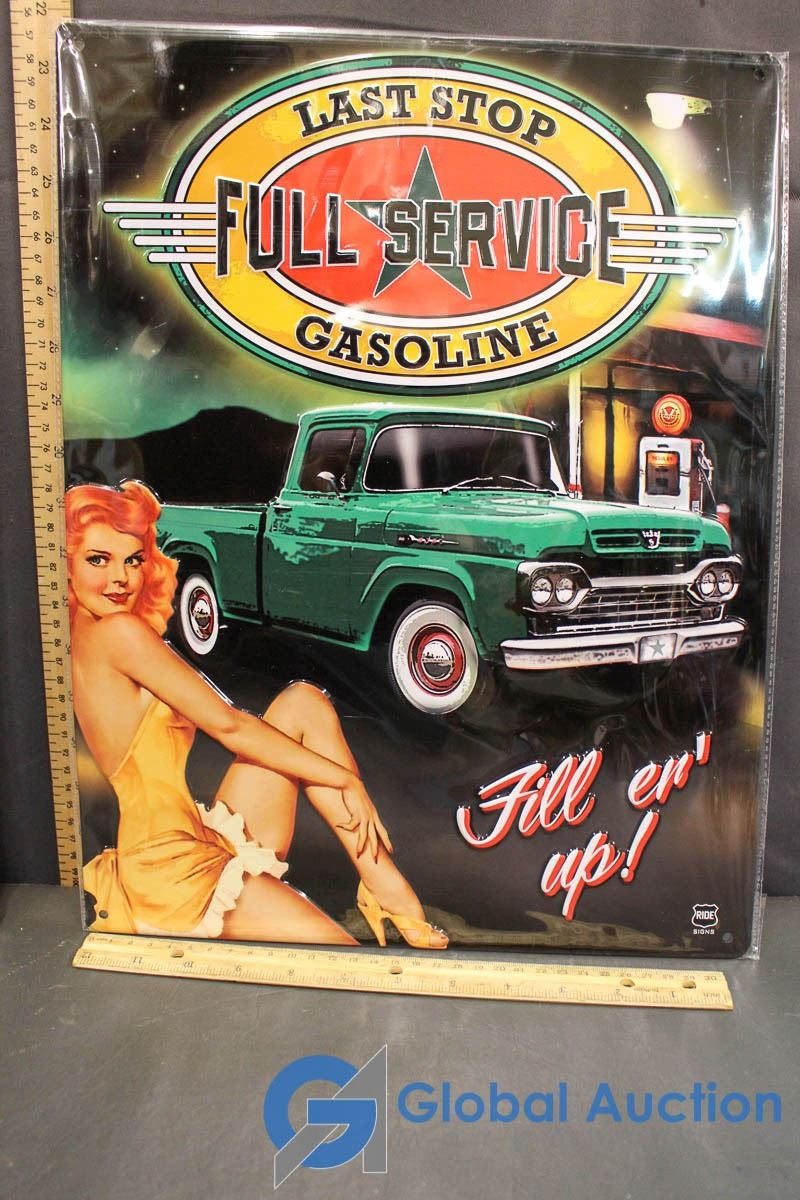 LAST STOP
FULL SERVICE
GASOLINE
Fill er'
up!
RIDE
SIGNS
Global Auction